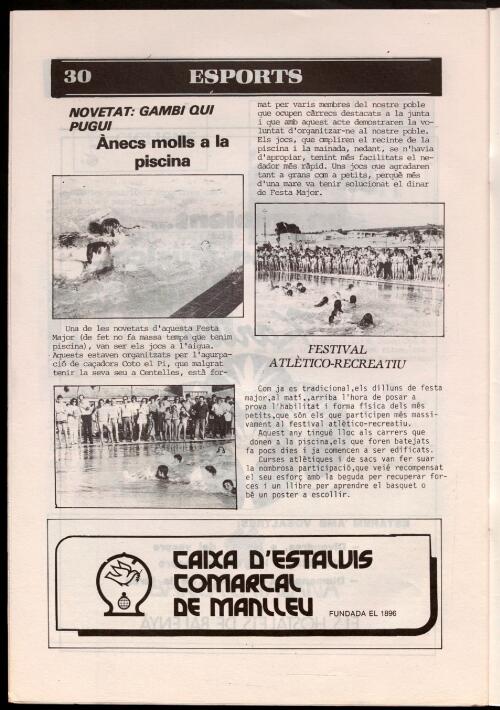 30
ESPORTS
NOVETAT: GAMBI QUI
PUGUI
Ànecs molls a la
piscina
Una de les novetats d'aquesta Festa
Major (de fet no fa massa temps que tenim
piscina), van ser els jocs a l'aigua.
Aquests estaven organitzats per l'agurpa-
ció de caçadors Coto el Pi, que malgrat
tenir la seva seu a Centelles, està for-
mat per varis membres del nostre poble
que ocupen càrrecs destacats a la junta
i que amb aquest acte demostraren la vo-
luntat d'organitzar-ne al nostre poble.
Els jocs, que ompliren el recinte de la
piscina i la mainada, nedant, se n'havia
d'apropiar, tenint més facilitats el ne-
dador més ràpid. Uns jocs que agradaren
tant a grans com a petits, perquè més
d'una mare va tenir solucionat el dinar
de Festa Major.
FESTIVAL
ATLÈTICO-RECREATIU
Com ja es tradicional,els dilluns de festa
major,al matí,,arriba l'hora de posar a
prova l'habilitat i forma física dels més
petits,que són els que participen més massi-
vament al festival atlètico-recreatiu.
Aquest any tingué lloc als carrers que
donen a la piscina,els que foren batejats
fa pocs dies i ja comencen a ser edificats.
Curses atlètiques i de sacs van fer suar
la nombrosa participació,que veié recompensat
el seu esforç amb la beguda per recuperar for-
ces i un llibre per aprendre el basquet o
bé un poster a escollir.
CAIXA D'ESTALVIS
COMARCAL
DE MANLLEU
FUNDADA EL 1896